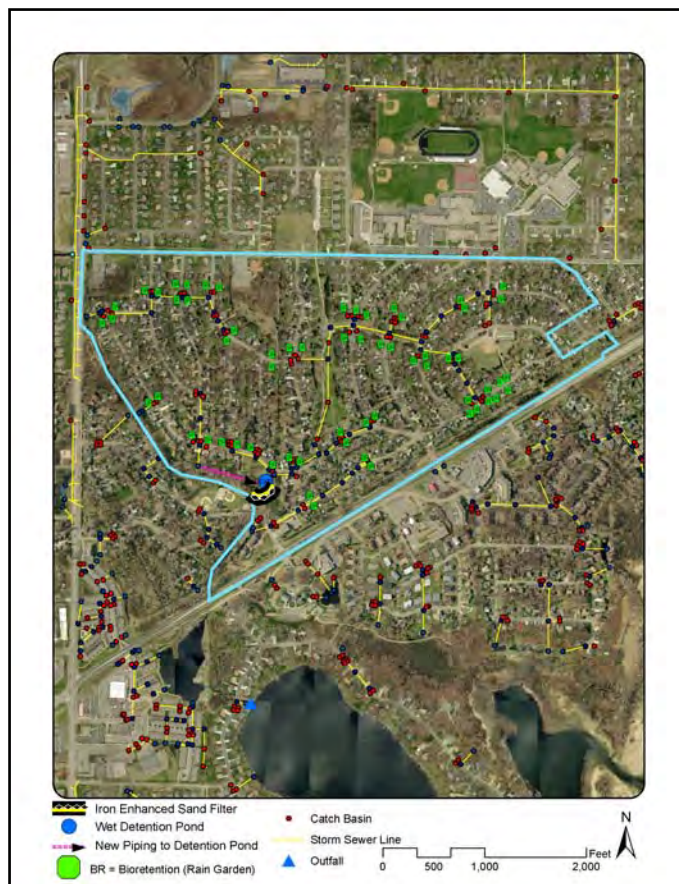 Iron Enhanced Sand Filter
Wet Detention Pond
New Piping to Detention Pond
BR = Bioretention (Rain Garden)
Catch Basin
Storm Sewer Line
Outfall
N
Feet
0 500 1,000 2,000